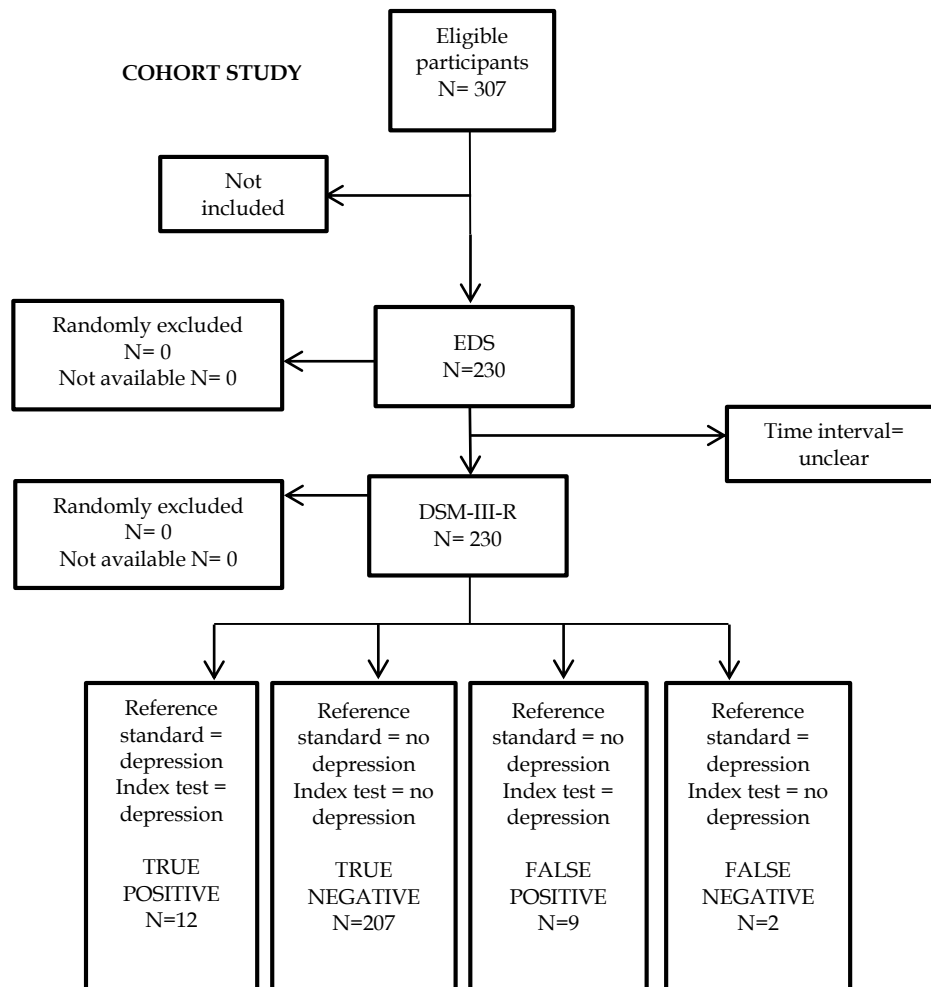 Eligible
participants
N= 307
COHORT STUDY
Not
included
Randomly excluded
N= 0
Not available N= 0
EDS
N=230
Time interval=
unclear
Randomly excluded
N= 0
Not available N= 0
DSM-III-R
N= 230
Reference
standard =
depression
Index test =
depression
TRUE
POSITIVE
N=12
Reference
standard = no
depression
Index test = no
depression
TRUE
NEGATIVE
N=207
Reference
standard = no
depression
Index test =
depression
FALSE
POSITIVE
N=9
Reference
standard =
depression
Index test = no
depression
FALSE
NEGATIVE
N=2